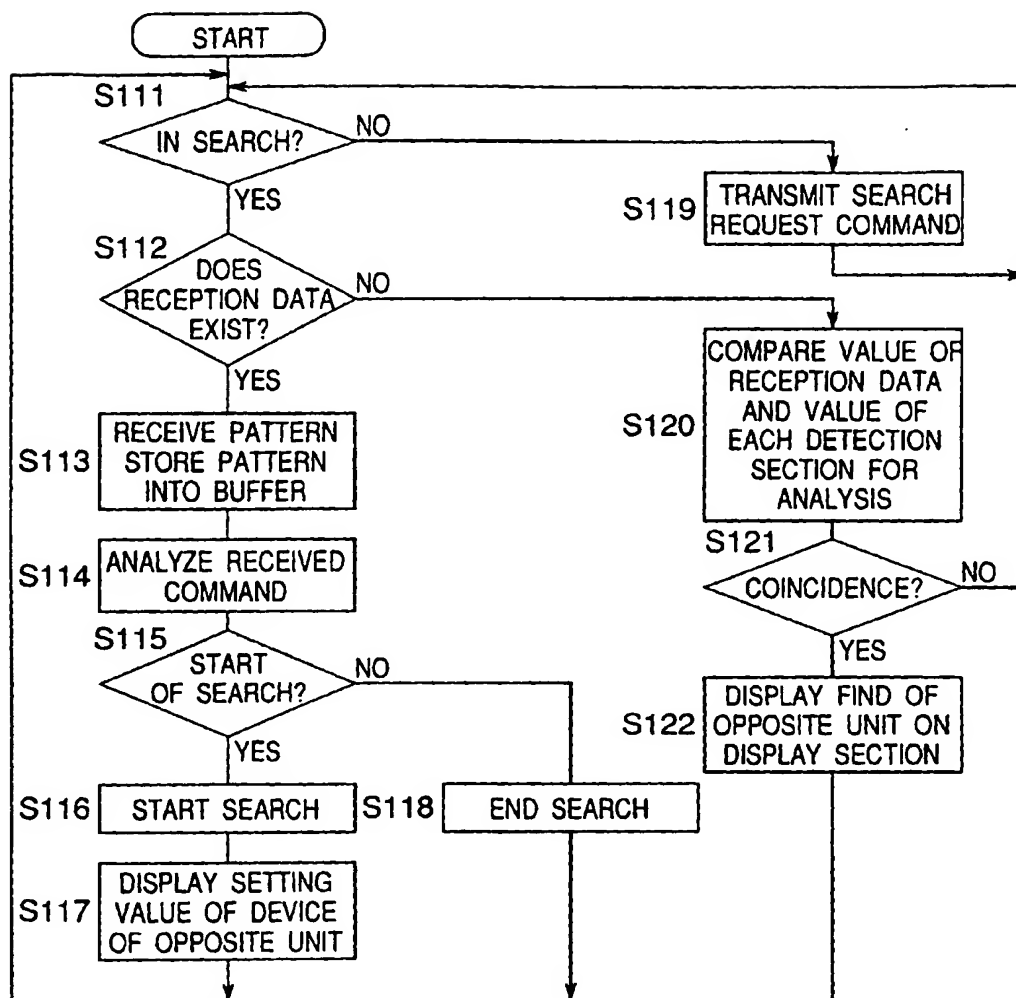 START
S111
IN SEARCH?
NO
YES
S119
TRANSMIT SEARCH
REQUEST COMMAND
S112
DOES
RECEPTION DATA
EXIST?
NO
YES
S113
RECEIVE PATTERN
STORE PATTERN
INTO BUFFER
S120
COMPARE VALUE OF
RECEPTION DATA
AND VALUE OF
EACH DETECTION
SECTION FOR
ANALYSIS
S114
ANALYZE RECEIVED
COMMAND
S121
COINCIDENCE?
NO
YES
S115
START
OF SEARCH?
NO
YES
S122
DISPLAY FIND OF
OPPOSITE UNIT ON
DISPLAY SECTION
S116
START SEARCH
S118
END SEARCH
S117
DISPLAY SETTING
VALUE OF DEVICE
OF OPPOSITE UNIT